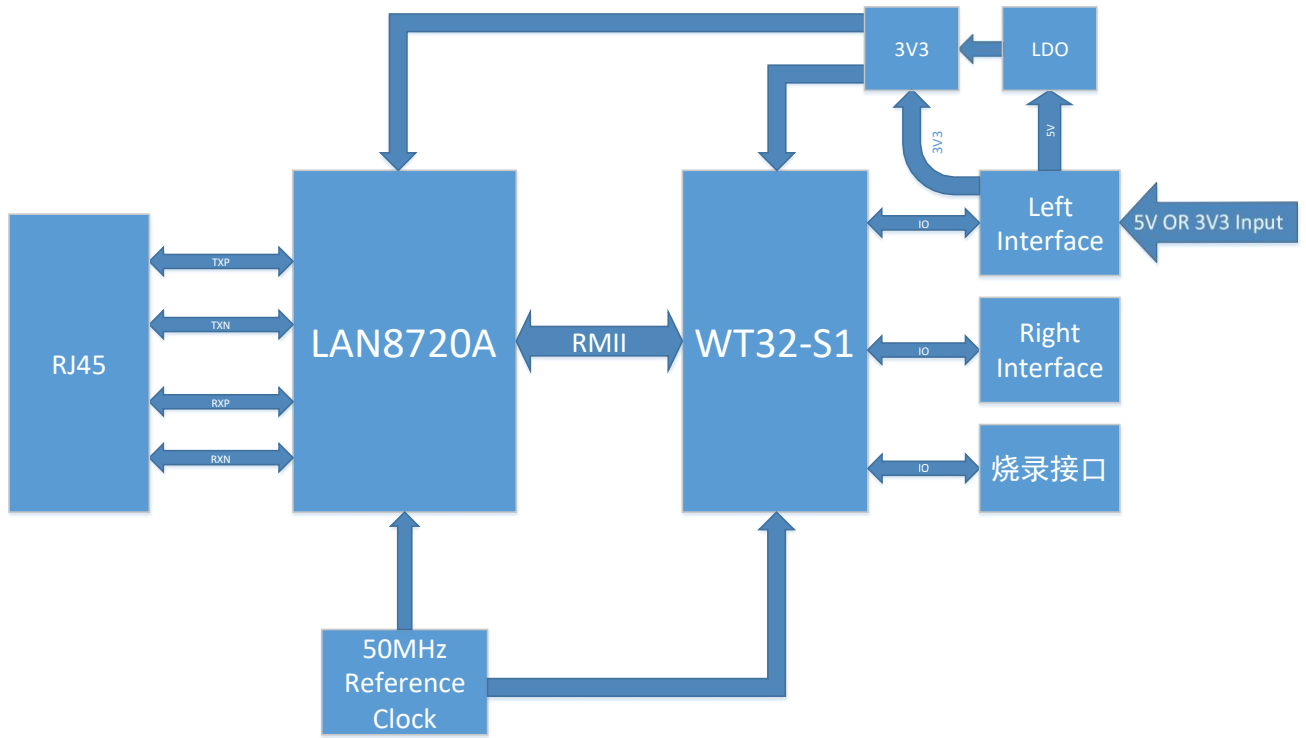 3V3
LDO
3V3
5V
Left
Interface
5V OR 3V3 Input
IO
TXP
TXN
RJ45
RXP
RXN
LAN8720A
RMII
WT32-S1
IO
Right
Interface
IO
烧录接口
50MHz
Reference
Clock